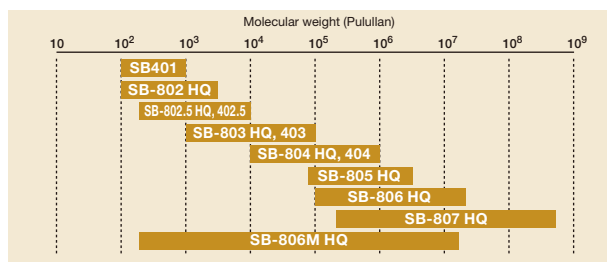 Molecular weight (Pulullan)
10 10² 10³ 10⁴ 10⁵ 10⁶ 10⁷ 10⁸ 10⁹
SB401
SB-802 HQ
SB-802.5 HQ, 402.5
SB-803 HQ, 403
SB-804 HQ, 404
SB-805 HQ
SB-806 HQ
SB-807 HQ
SB-806M HQ